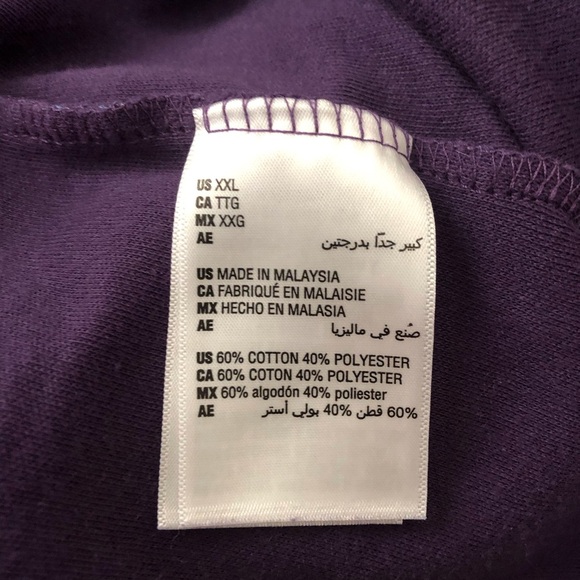 US XXL
CA TTG
MX XXG
AE كبير جدّا بدرجتين
US MADE IN MALAYSIA
CA FABRIQUÉ EN MALAISIE
MX HECHO EN MALASIA
AE صُنع في ماليزيا
US 60% COTTON 40% POLYESTER
CA 60% COTON 40% POLYESTER
MX 60% algodón 40% poliester
AE 60% قطن 40% بولي أستر